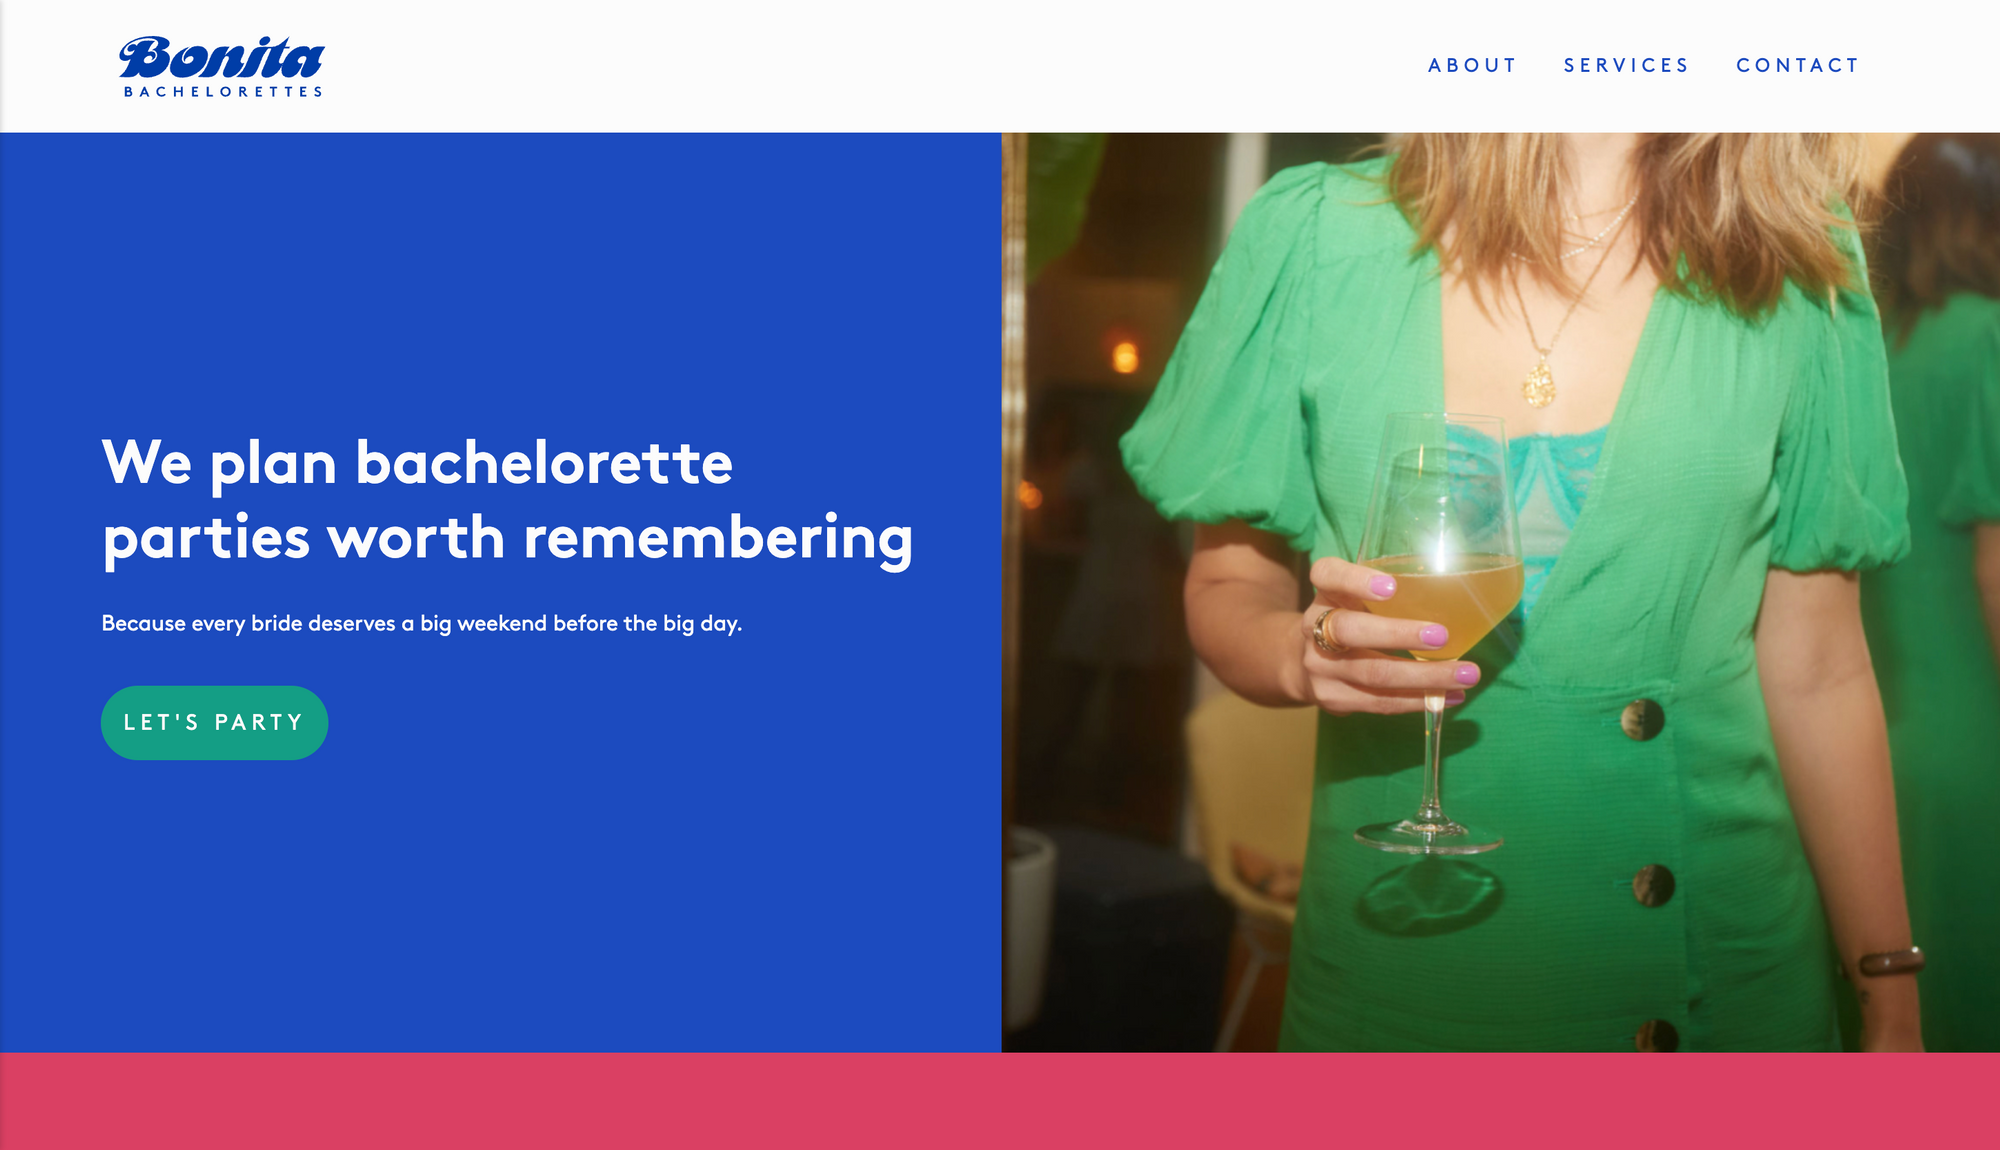 Bonita
BACHELORETTES
ABOUT SERVICES CONTACT
We plan bachelorette
parties worth remembering
Because every bride deserves a big weekend before the big day.
LET'S PARTY